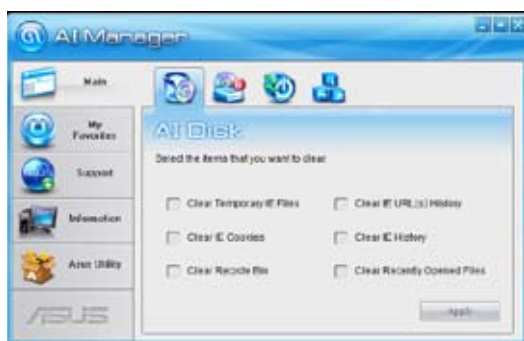 AI Manager
Main
My
Favorites
Support
Information
Asus Utility
ASUS
AI Disk
Select the items that you want to clear
Clear Temporary IE Files
Clear IE URL(s) History
Clear IE Cookies
Clear IE History
Clear Recycle Bin
Clear Recently Opened Files
Apply